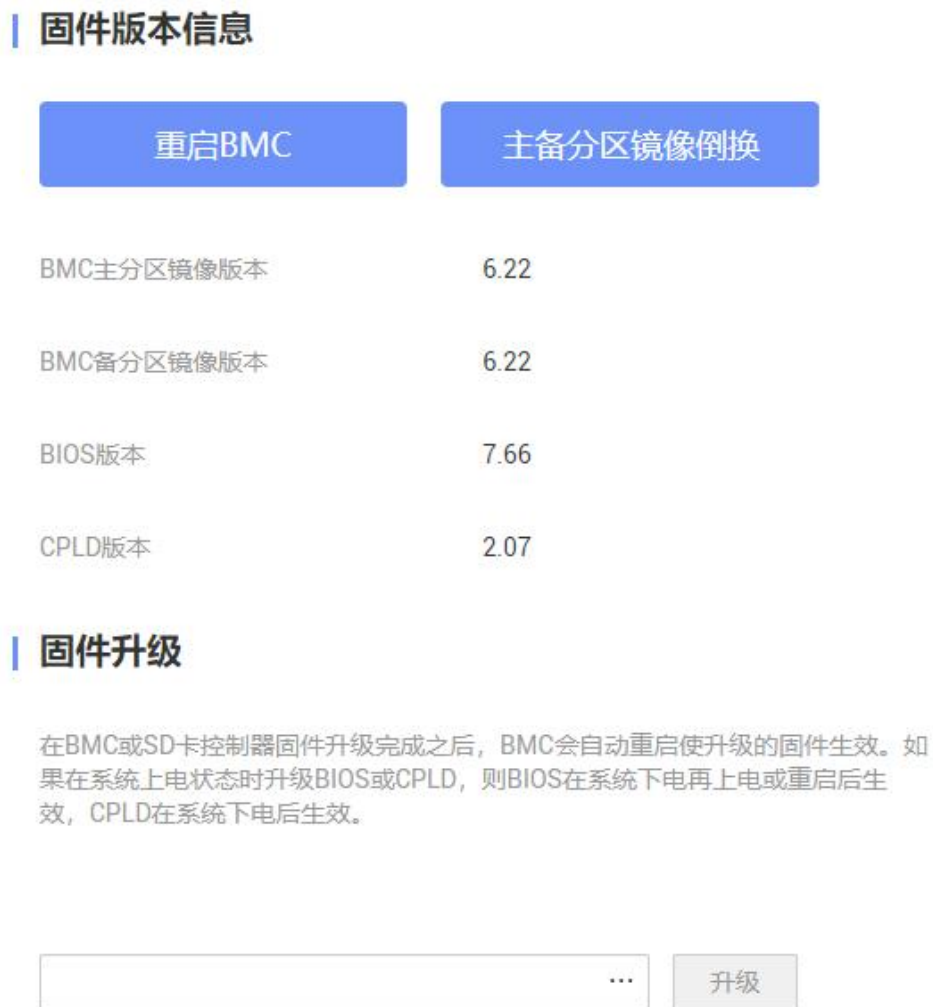 固件版本信息
重启BMC 主备分区镜像倒换
BMC主分区镜像版本 6.22
BMC备分区镜像版本 6.22
BIOS版本 7.66
CPLD版本 2.07
固件升级
在BMC或SD卡控制器固件升级完成之后，BMC会自动重启使升级的固件生效。如
果在系统上电状态时升级BIOS或CPLD，则BIOS在系统下电再上电或重启后生
效，CPLD在系统下电后生效。
... 升级